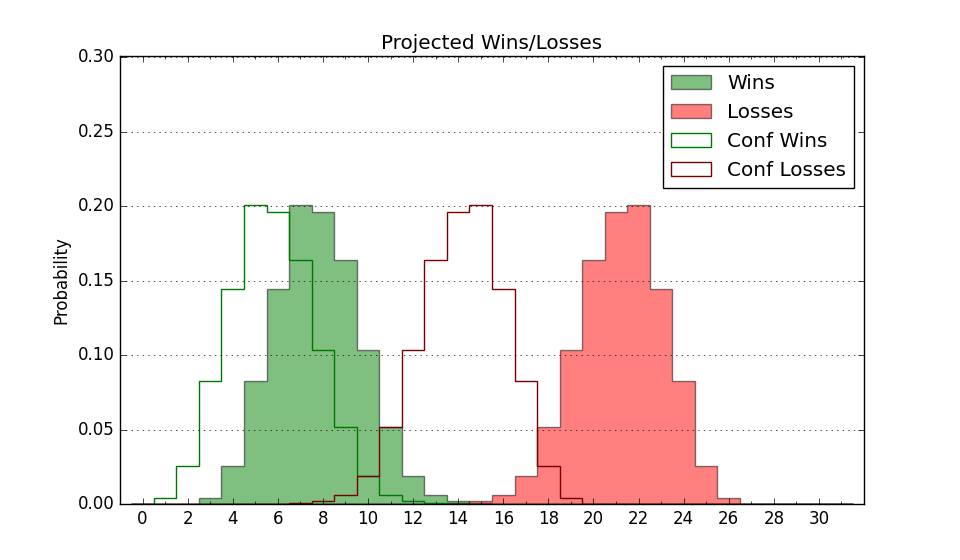 Projected Wins/Losses
0.30
0.25
0.20
0.15
0.10
0.05
0.00
Probability
Wins
Losses
Conf Wins
Conf Losses
0 2 4 6 8 10 12 14 16 18 20 22 24 26 28 30